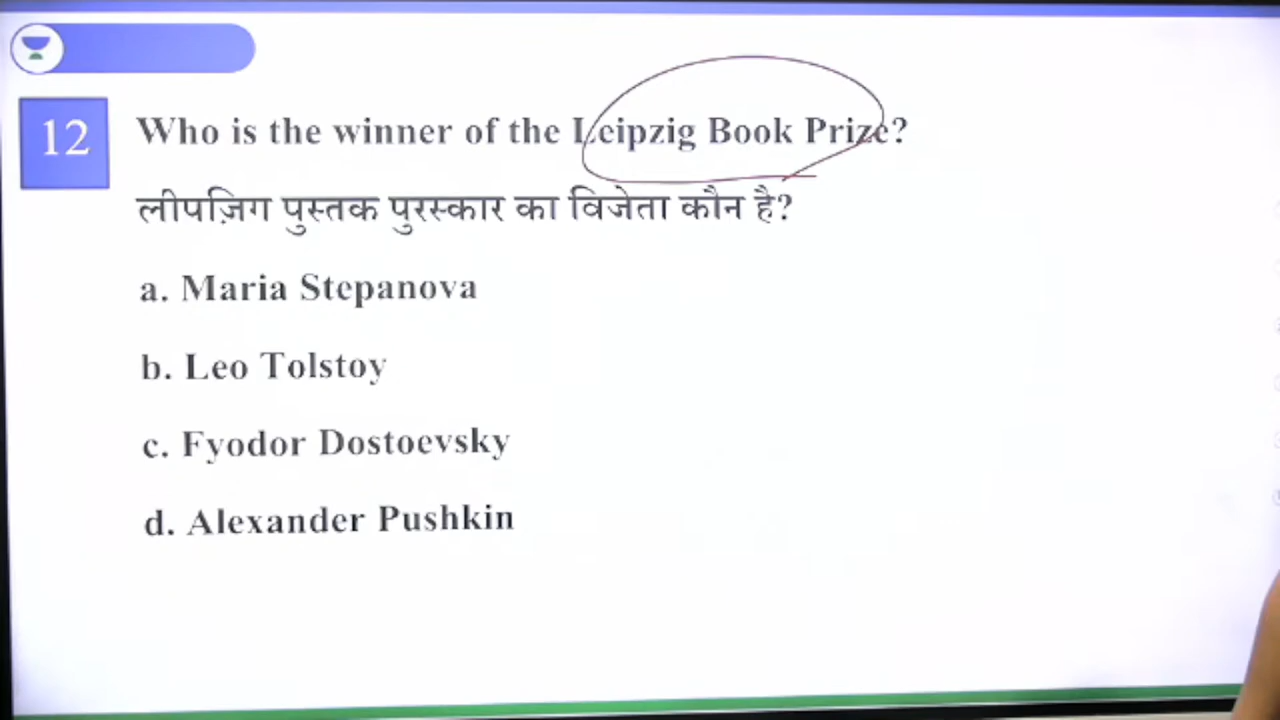 12
Who is the winner of the Leipzig Book Prize?
लीपज़िग पुस्तक पुरस्कार का विजेता कौन है?
a. Maria Stepanova
b. Leo Tolstoy
c. Fyodor Dostoevsky
d. Alexander Pushkin